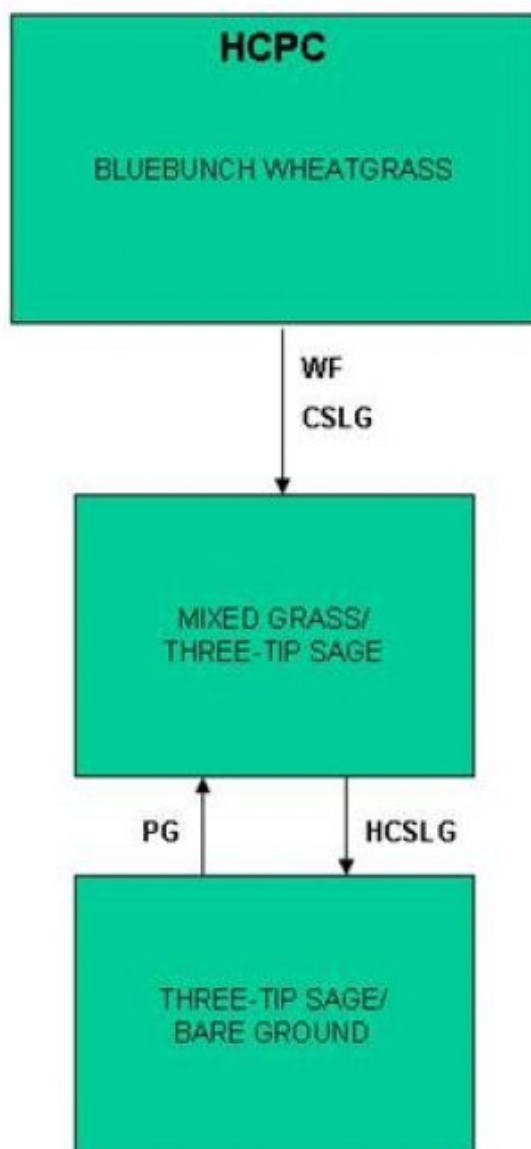 HCPC
BLUEBUNCH WHEATGRASS
WF
CSLG
MIXED GRASS/
THREE-TIP SAGE
PG
HCSLG
THREE-TIP SAGE/
BARE GROUND